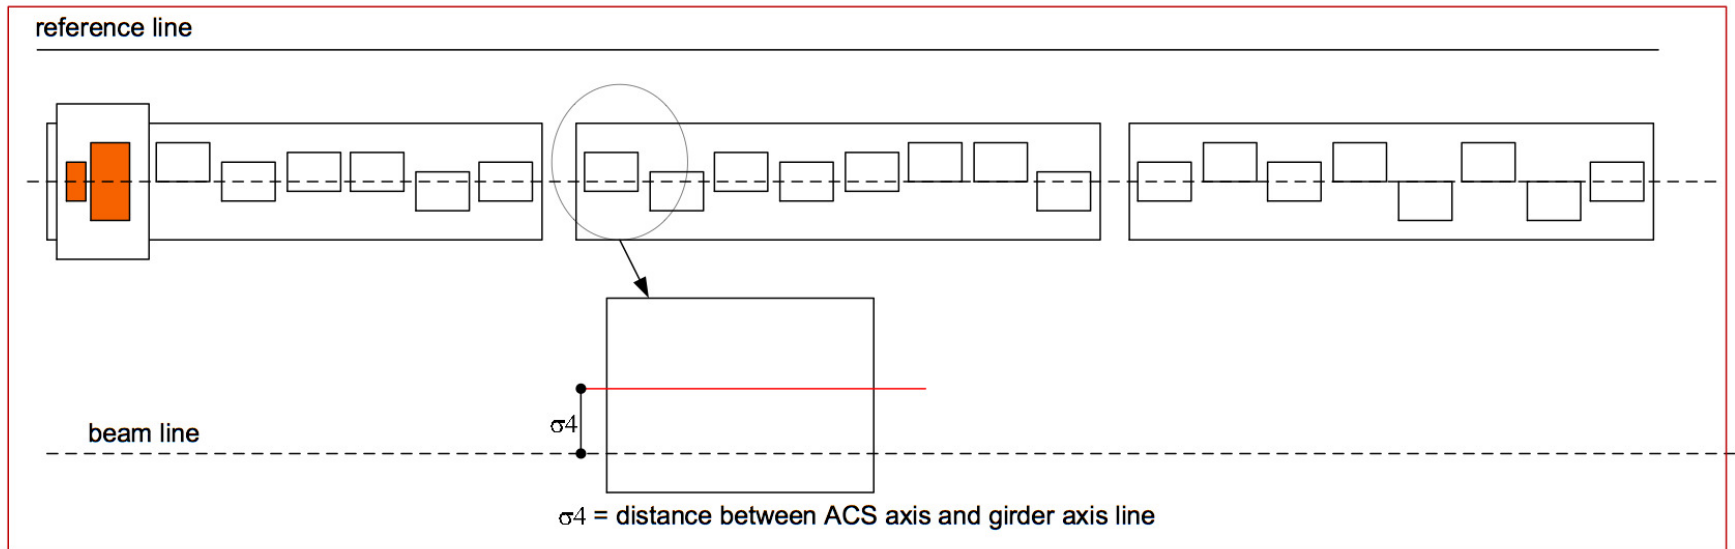 reference line
σ4
beam line
σ4 = distance between ACS axis and girder axis line